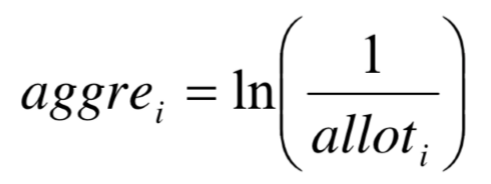 aggre_i = ln(1/allot_i)